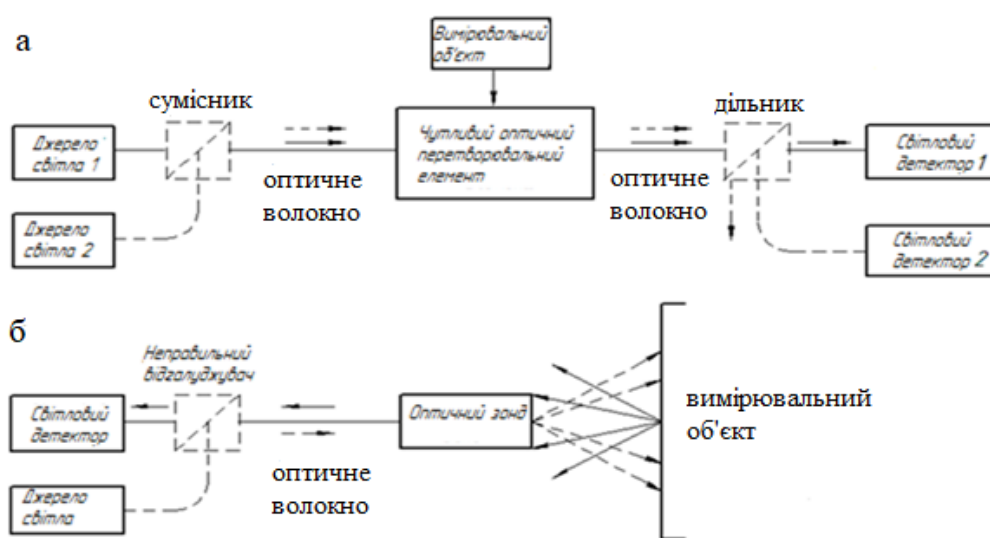 а
Вимірювальний
об'єкт
сумісник
дільник
Джерело
світла 1
Чутливий оптичний
перетворювальний
елемент
Світловий
детектор 1
оптичне
волокно
оптичне
волокно
Джерело
світла 2
Світловий
детектор 2
б
Неправильний
відгалуджувач
Світловий
детектор
Оптичний зонд
вимірювальний
об'єкт
оптичне
волокно
Джерело
світла